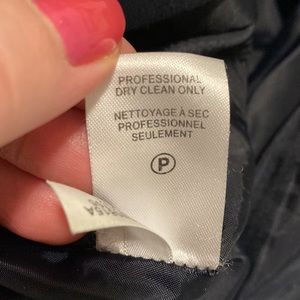 PROFESSIONAL
DRY CLEAN ONLY
NETTOYAGE À SEC
PROFESSIONNEL
SEULEMENT
P